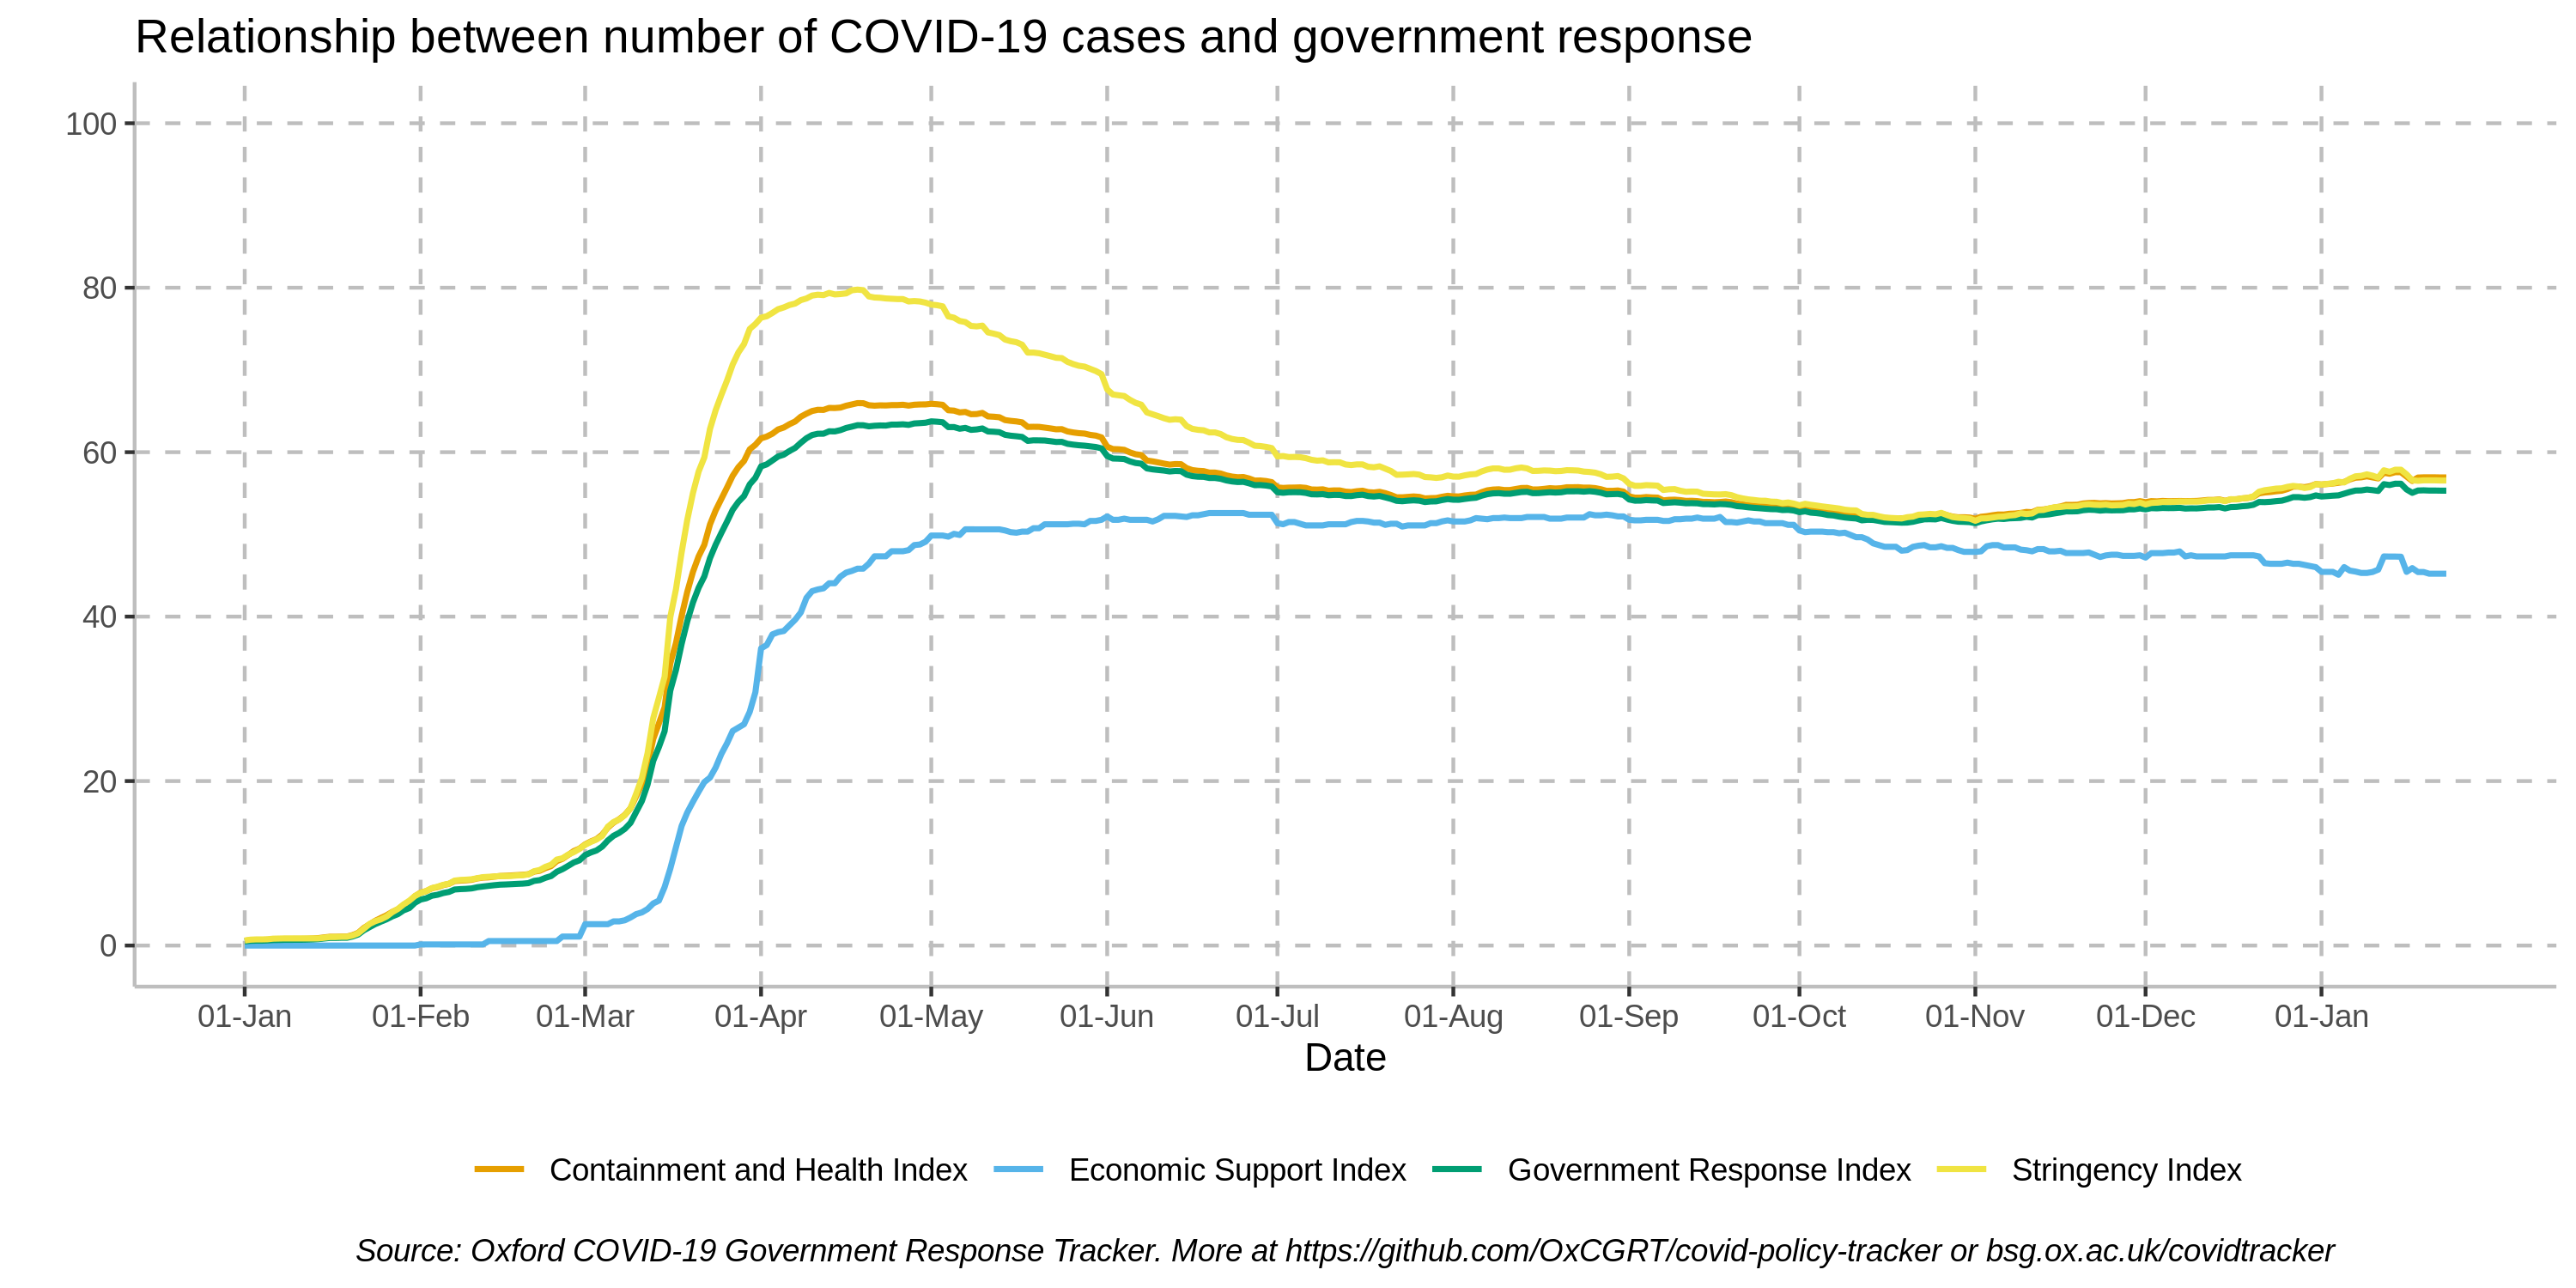 Relationship between number of COVID-19 cases and government response
100
80
60
40
20
0
01-Jan 01-Feb 01-Mar 01-Apr 01-May 01-Jun 01-Jul 01-Aug 01-Sep 01-Oct 01-Nov 01-Dec 01-Jan
Date
Containment and Health Index Economic Support Index Government Response Index Stringency Index
Source: Oxford COVID-19 Government Response Tracker. More at https://github.com/OxCGRT/covid-policy-tracker or bsg.ox.ac.uk/covidtracker